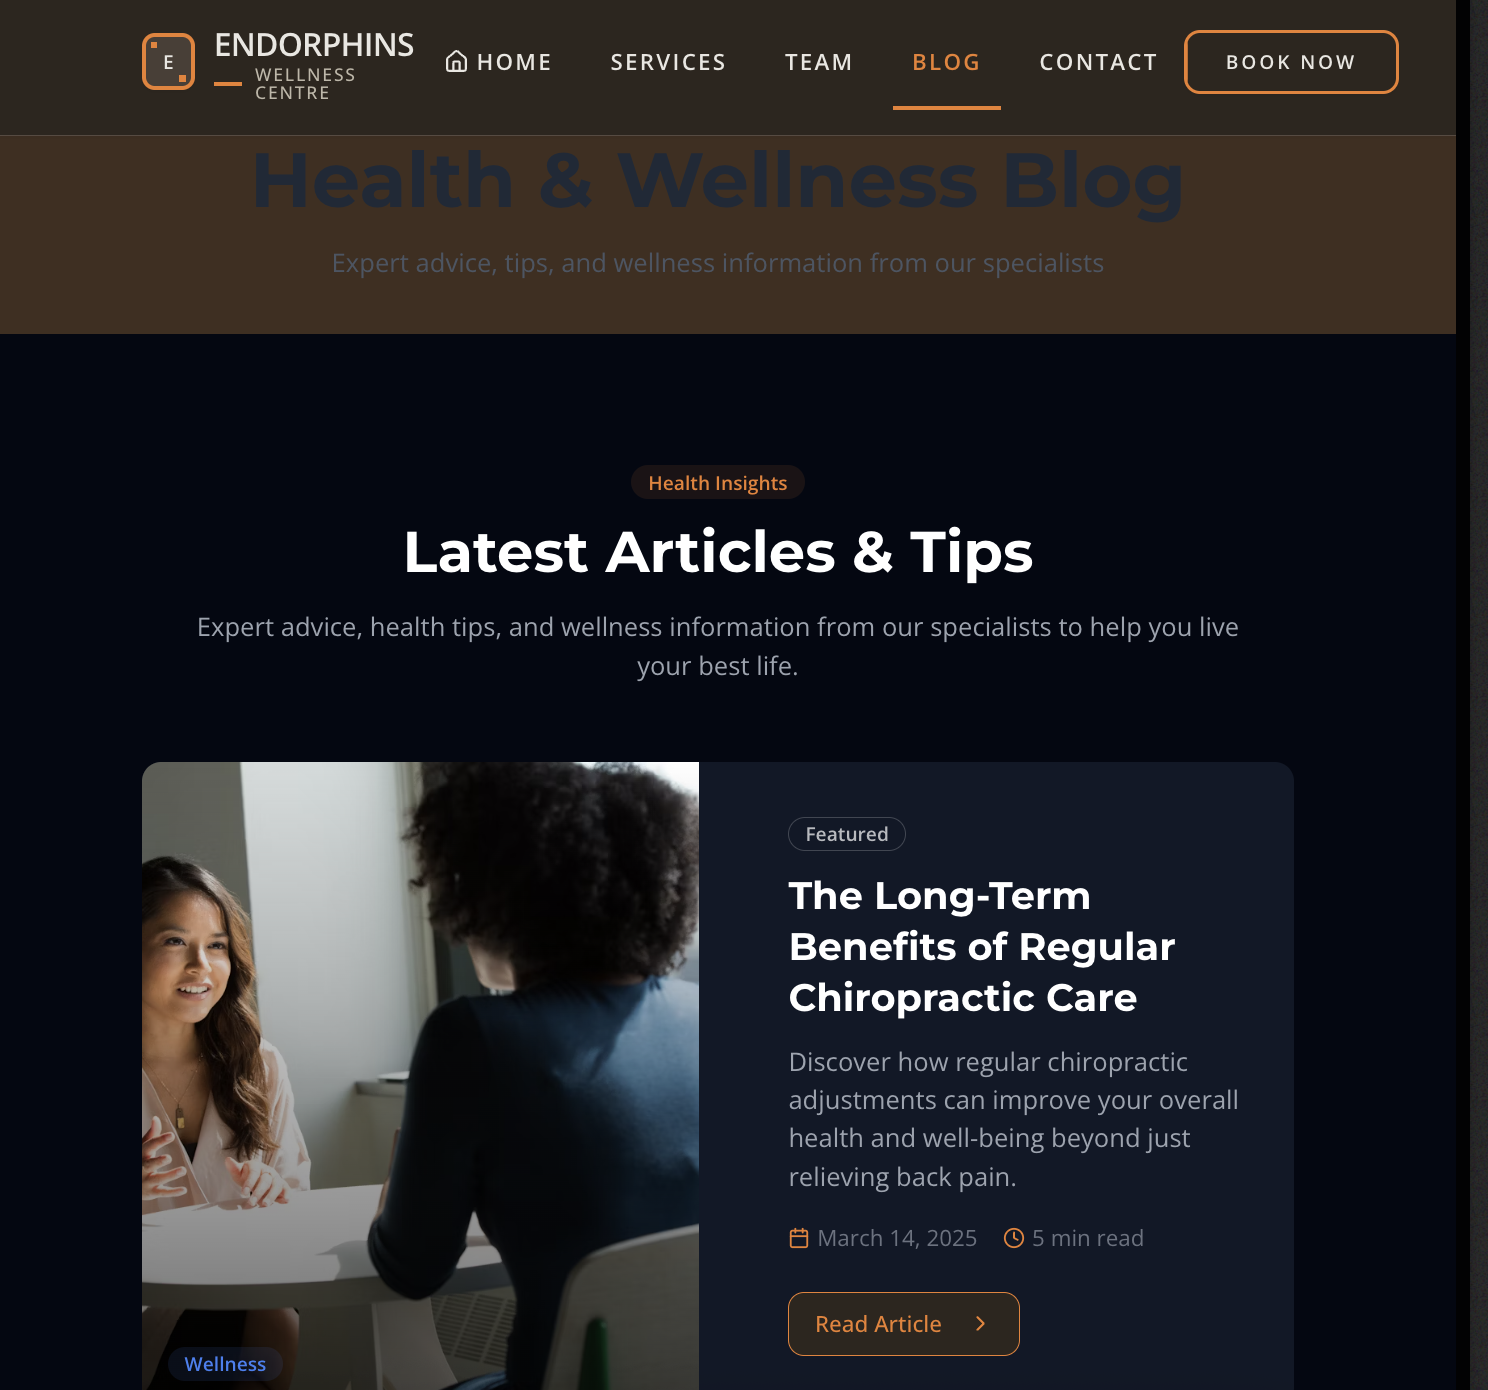 E
ENDORPHINS
WELLNESS
CENTRE
HOME
SERVICES
TEAM
BLOG
CONTACT
BOOK NOW
Health & Wellness Blog
Expert advice, tips, and wellness information from our specialists
Health Insights
Latest Articles & Tips
Expert advice, health tips, and wellness information from our specialists to help you live
your best life.
Featured
The Long-Term
Benefits of Regular
Chiropractic Care
Discover how regular chiropractic
adjustments can improve your overall
health and well-being beyond just
relieving back pain.
March 14, 2025
5 min read
Read Article
Wellness